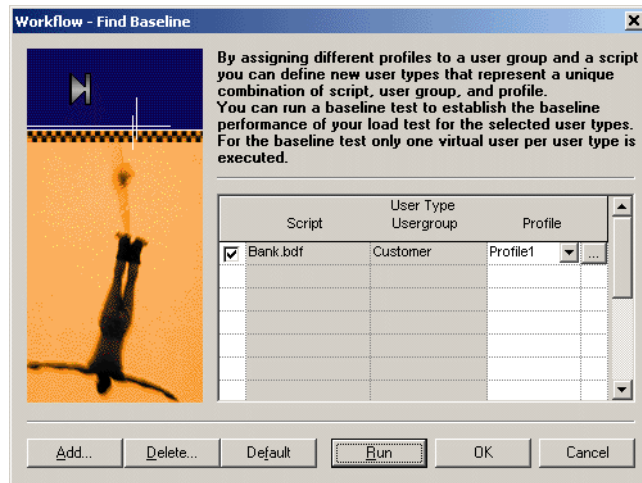 Workflow - Find Baseline
By assigning different profiles to a user group and a script
you can define new user types that represent a unique
combination of script, user group, and profile.
You can run a baseline test to establish the baseline
performance of your load test for the selected user types.
For the baseline test only one virtual user per user type is
executed.
User Type
Script Usergroup Profile
Bank.bdf Customer Profile1 ...
Add... Delete... Default Run OK Cancel